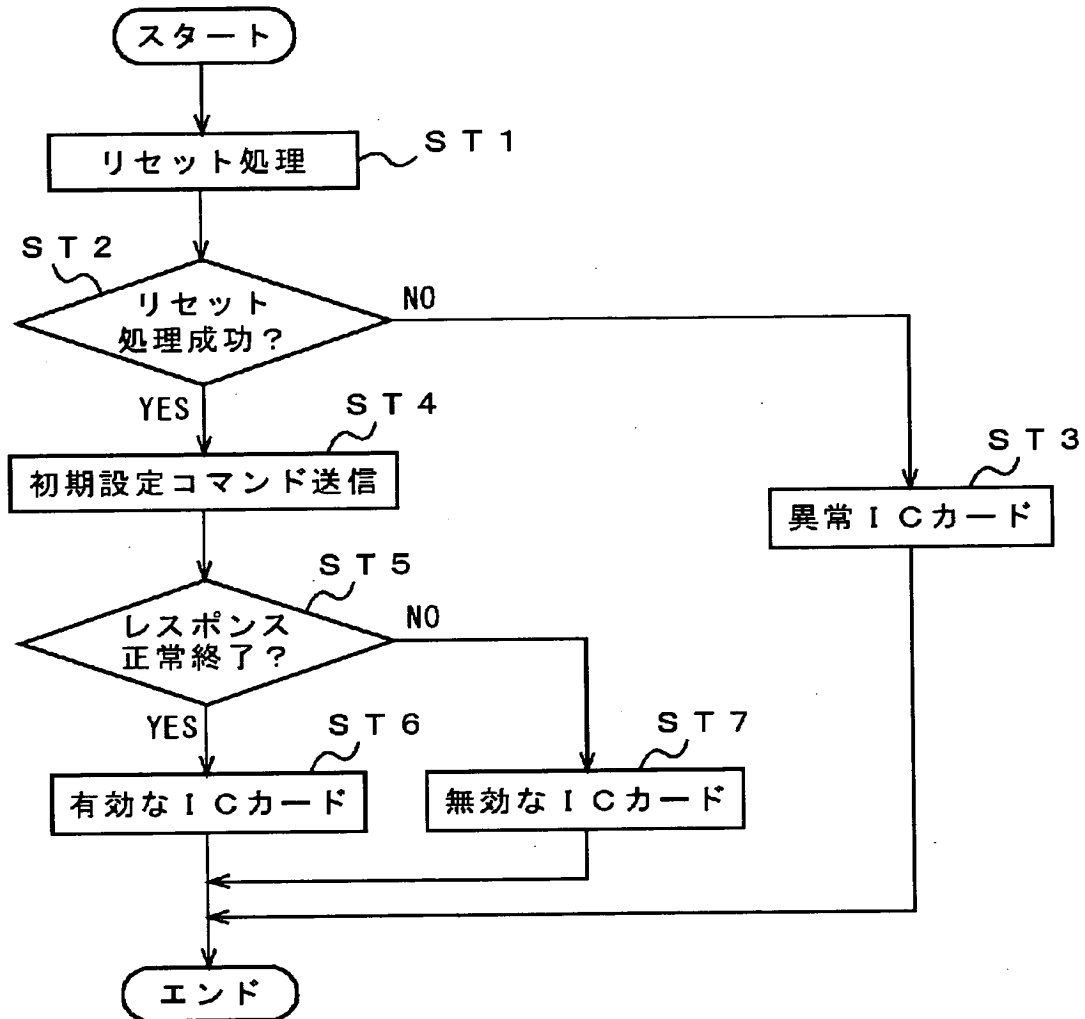 スタート
ST1
リセット処理
ST2
リセット
処理成功?
NO
YES
ST4
初期設定コマンド送信
ST3
異常ICカード
ST5
レスポンス
正常終了?
NO
YES
ST6
有効なICカード
ST7
無効なICカード
エンド